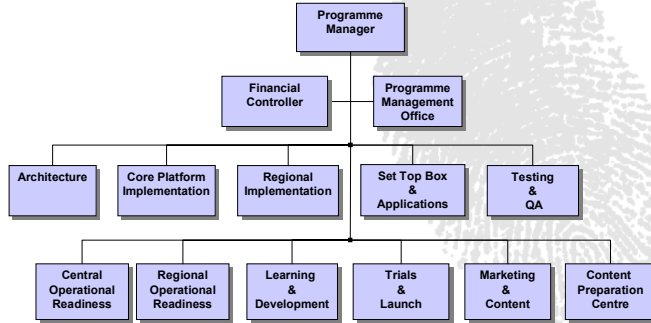 Programme
Manager
Financial
Controller
Programme
Management
Office
Architecture
Core Platform
Implementation
Regional
Implementation
Set Top Box
&
Applications
Testing
&
QA
Central
Operational
Readiness
Regional
Operational
Readiness
Learning
&
Development
Trials
&
Launch
Marketing
&
Content
Content
Preparation
Centre